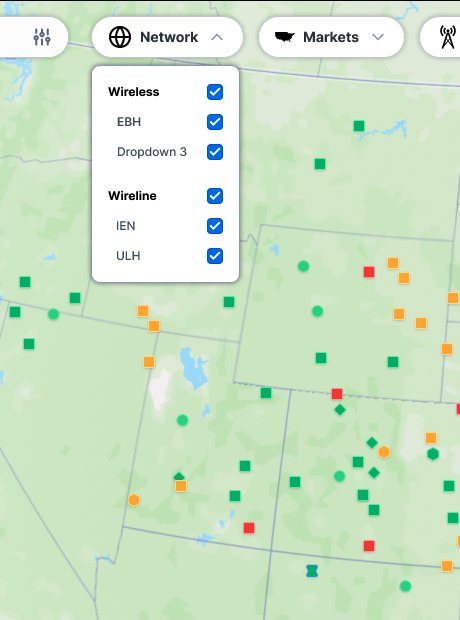 Network
Markets
Wireless
EBH
Dropdown 3
Wireline
IEN
ULH